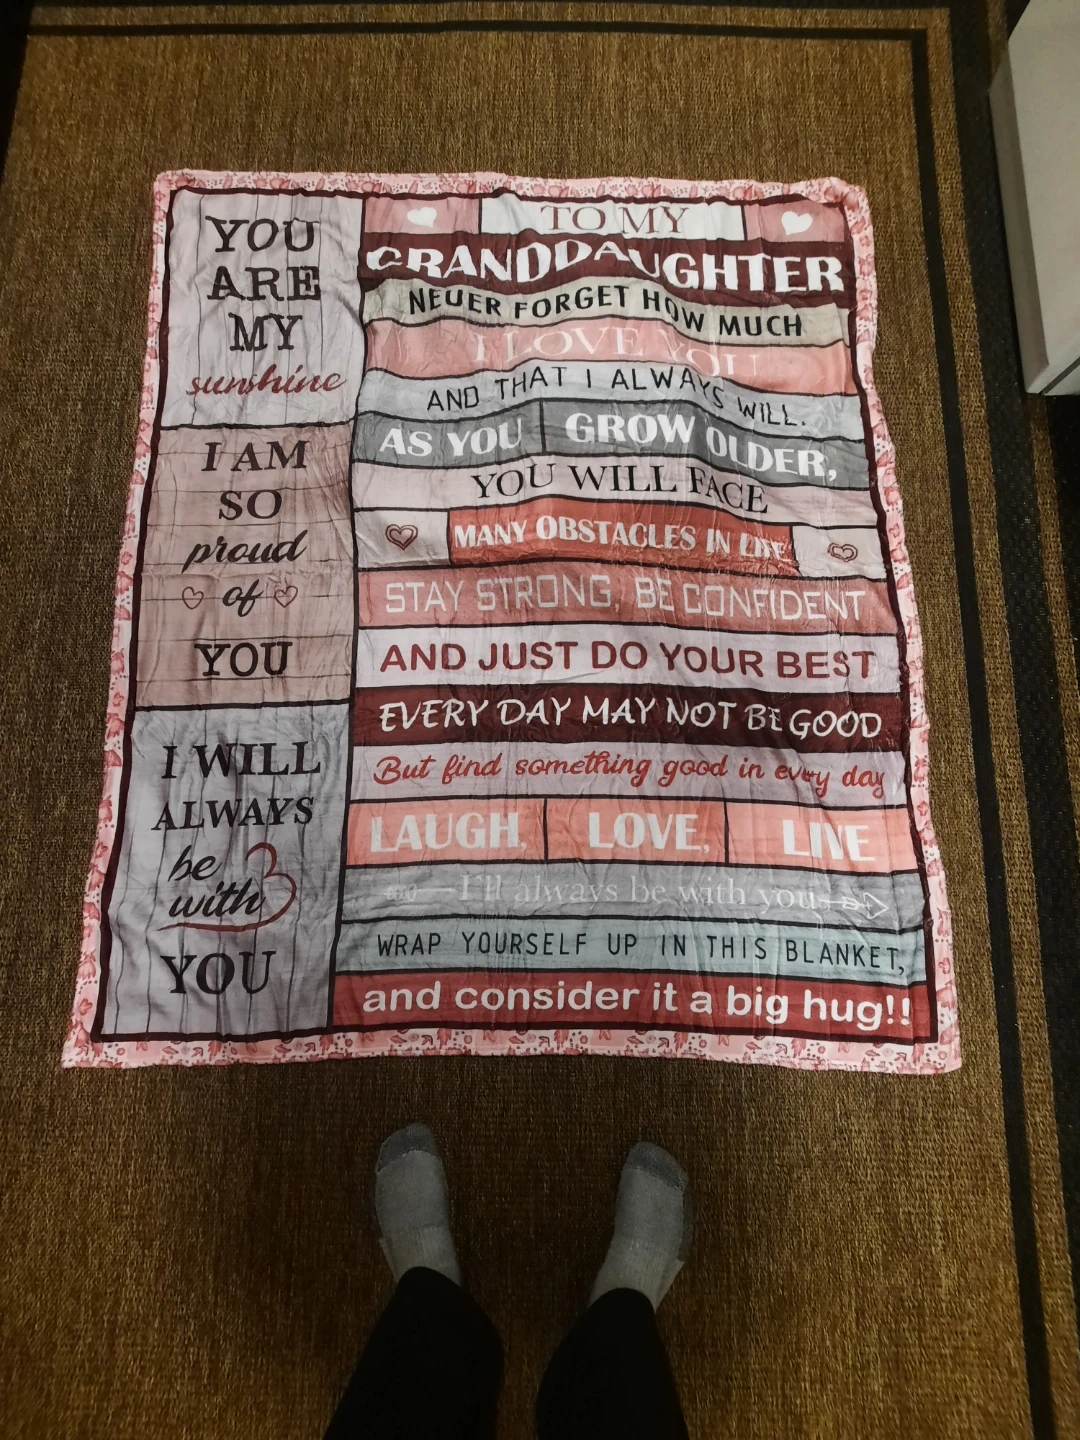 YOU
ARE
MY
sunshine
I AM
SO
proud
of
YOU
I WILL
ALWAYS
be
with
YOU
TO MY
GRANDDAUGHTER
NEVER FORGET HOW MUCH
I LOVE YOU
AND THAT I ALWAYS WILL.
AS YOU GROW OLDER,
YOU WILL FACE
MANY OBSTACLES IN LIFE
STAY STRONG, BE CONFIDENT
AND JUST DO YOUR BEST
EVERY DAY MAY NOT BE GOOD
But find something good in every day
LAUGH, LOVE, LIVE
I'll always be with you
WRAP YOURSELF UP IN THIS BLANKET,
and consider it a big hug!!